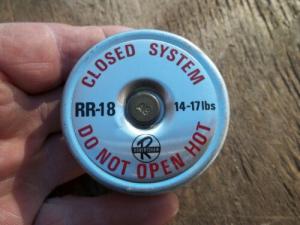 CLOSED SYSTEM
RR-18
14-17 lbs
R
DO NOT OPEN HOT